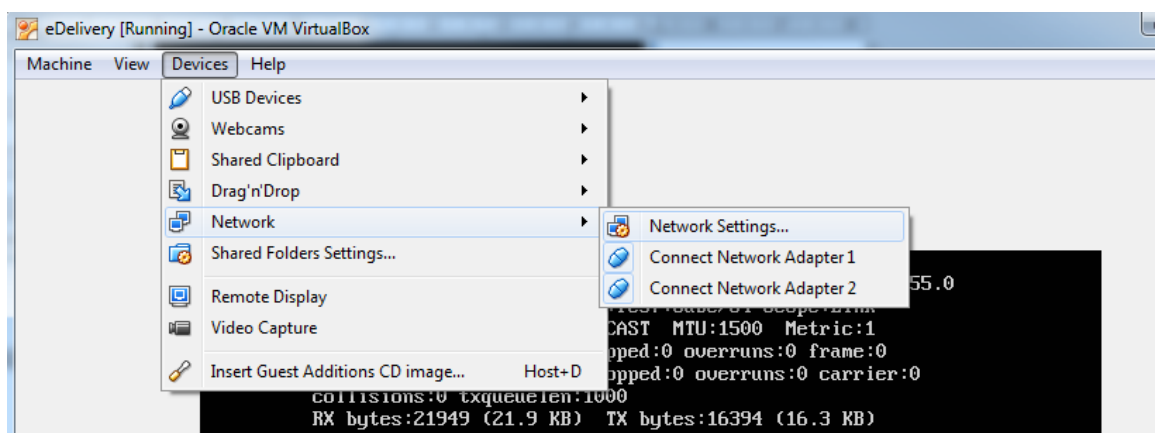 eDelivery [Running] - Oracle VM VirtualBox
Machine View Devices Help
USB Devices
Webcams
Shared Clipboard
Drag'n'Drop
Network
Network Settings...
Shared Folders Settings...
Connect Network Adapter 1
Remote Display
Connect Network Adapter 2
55.0
Video Capture
CAST MTU:1500 Metric:1
pped:0 overruns:0 frame:0
Insert Guest Additions CD image... Host+D
opped:0 overruns:0 carrier:0
collisions:0 txqueuelen:1000
RX bytes:21949 (21.9 KB) TX bytes:16394 (16.3 KB)